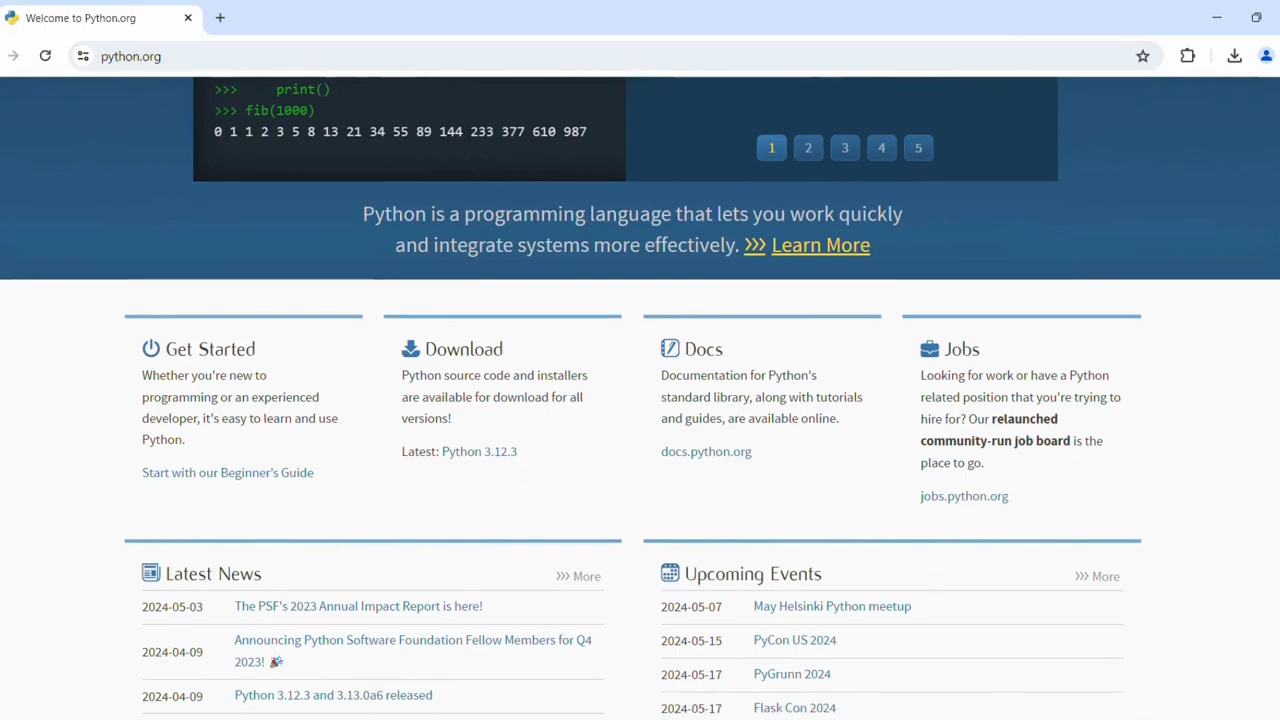 Welcome to Python.org
python.org
>>> print()
>>> fib(1000)
0 1 1 2 3 5 8 13 21 34 55 89 144 233 377 610 987
1 2 3 4 5
Python is a programming language that lets you work quickly
and integrate systems more effectively. >>> Learn More
Get Started
Whether you're new to
programming or an experienced
developer, it's easy to learn and use
Python.
Start with our Beginner's Guide
Download
Python source code and installers
are available for download for all
versions!
Latest: Python 3.12.3
Docs
Documentation for Python's
standard library, along with tutorials
and guides, are available online.
docs.python.org
Jobs
Looking for work or have a Python
related position that you're trying to
hire for? Our relaunched
community-run job board is the
place to go.
jobs.python.org
Latest News
>>> More
2024-05-03 The PSF's 2023 Annual Impact Report is here!
2024-04-09 Announcing Python Software Foundation Fellow Members for Q4
2023! 🎉
2024-04-09 Python 3.12.3 and 3.13.0a6 released
Upcoming Events
>>> More
2024-05-07 May Helsinki Python meetup
2024-05-15 PyCon US 2024
2024-05-17 PyGrunn 2024
2024-05-17 Flask Con 2024